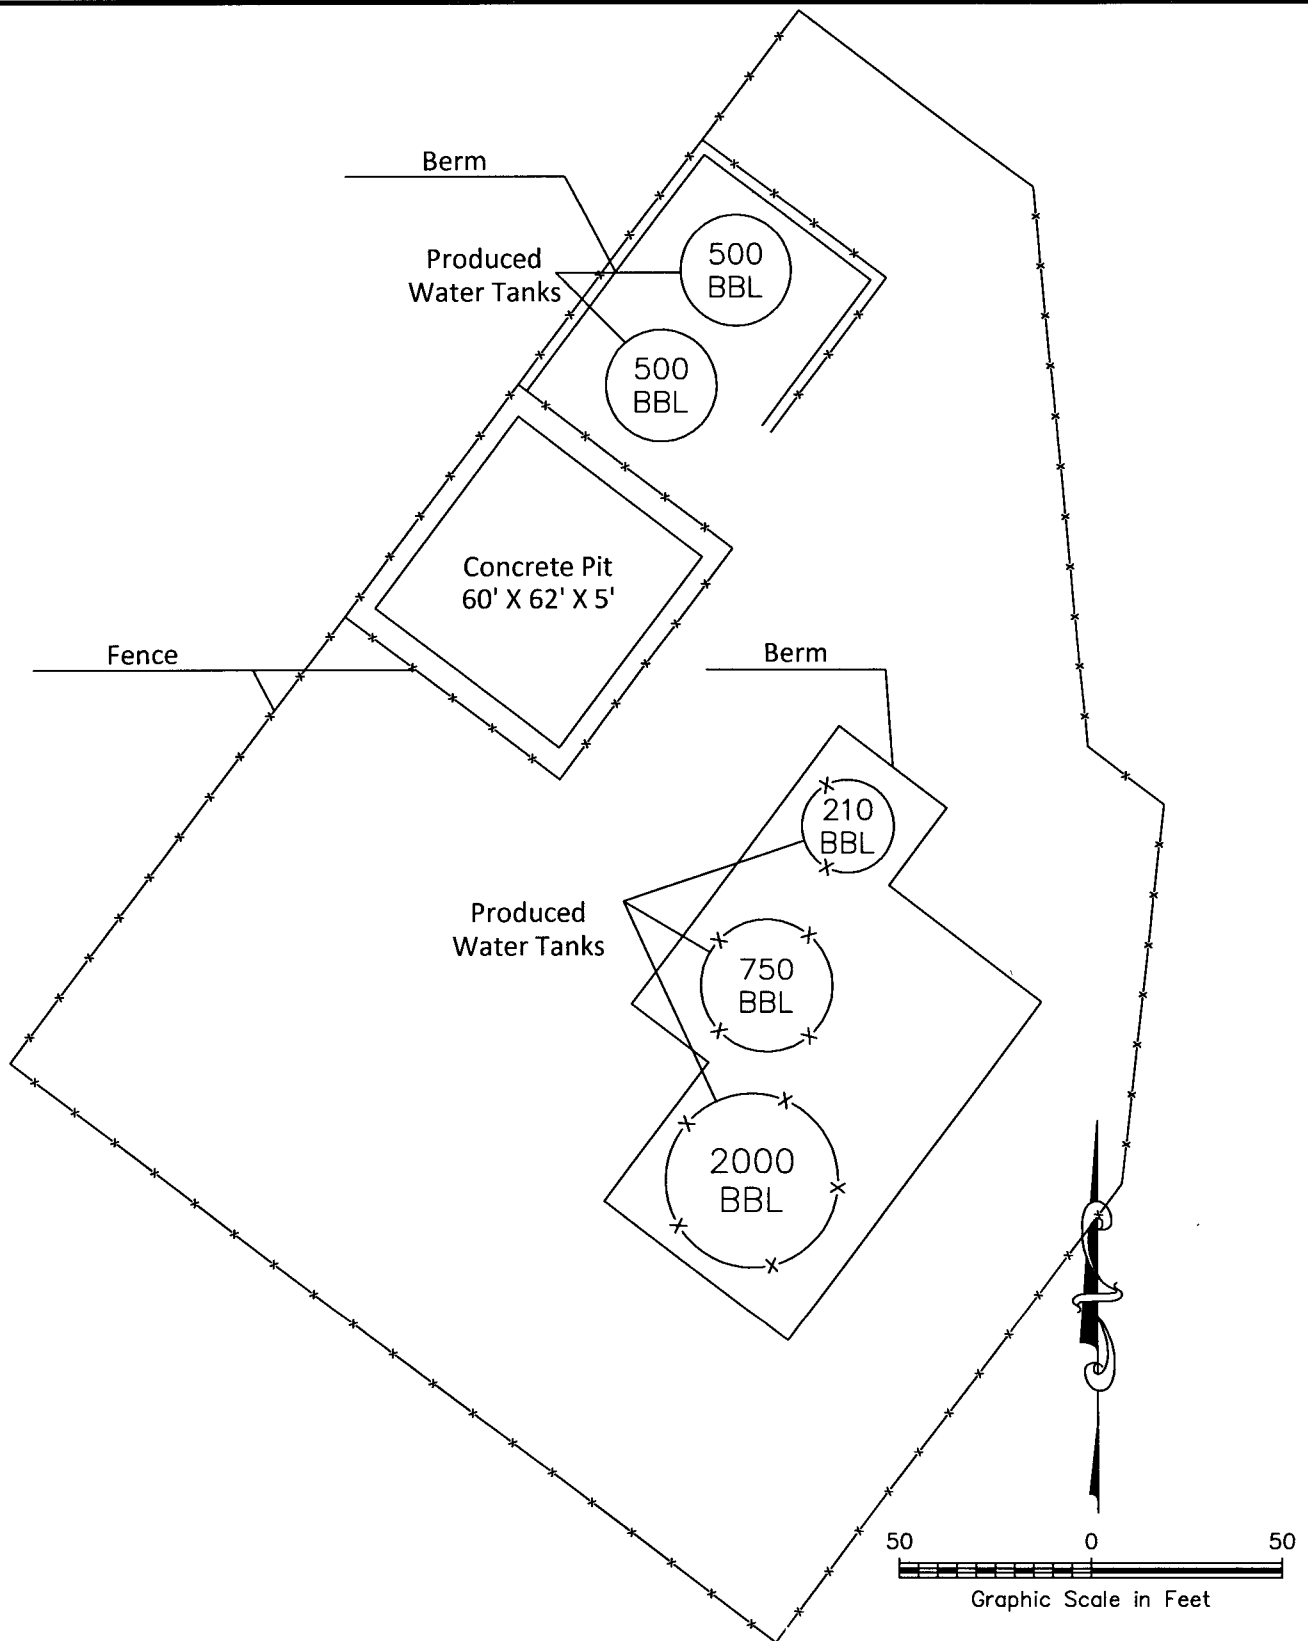 Berm
Produced
Water Tanks
500
BBL
500
BBL
Concrete Pit
60' X 62' X 5'
Fence
Berm
210
BBL
Produced
Water Tanks
750
BBL
2000
BBL
50 0 50
Graphic Scale in Feet